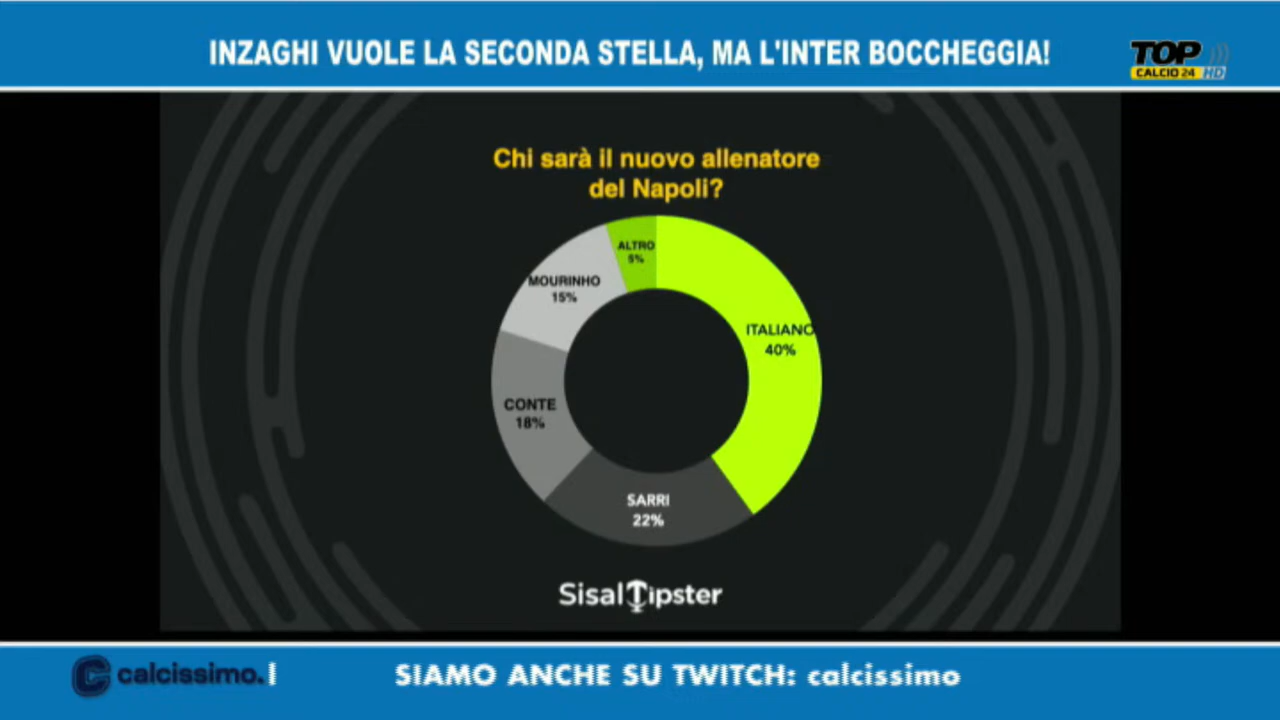 INZAGHI VUOLE LA SECONDA STELLA, MA L'INTER BOCCHEGGIA!
TOP
CALCIO 24 HD
Chi sarà il nuovo allenatore
del Napoli?
ALTRO
5%
MOURINHO
15%
ITALIANO
40%
CONTE
18%
SARRI
22%
SisalTipster
calcissimo.
SIAMO ANCHE SU TWITCH: calcissimo